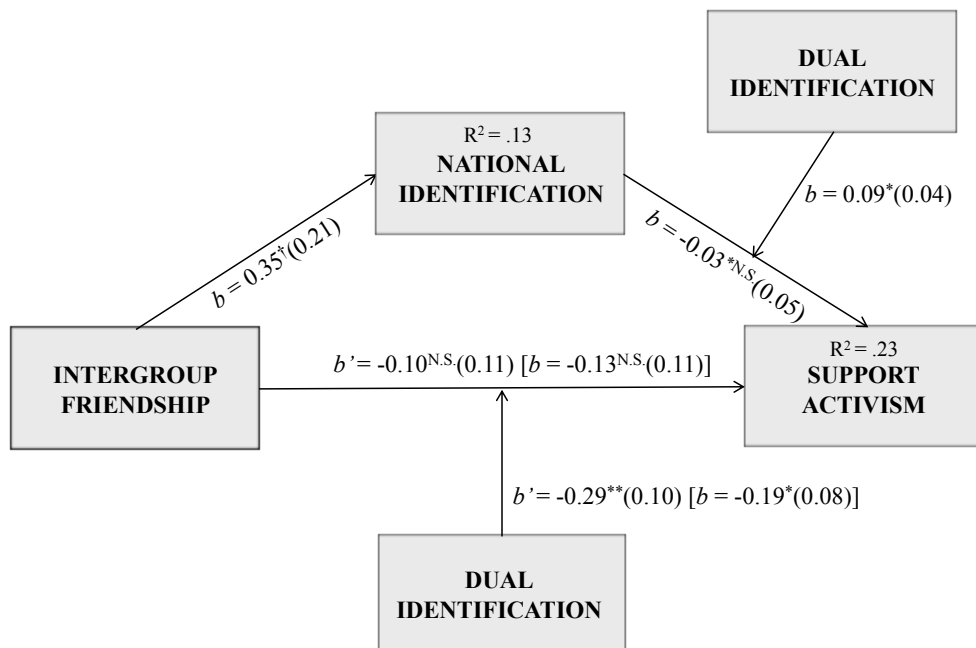 DUAL
IDENTIFICATION
R² = .13
NATIONAL
IDENTIFICATION
b = 0.09*(0.04)
b = 0.35†(0.21)
b = -0.03*N.S.(0.05)
INTERGROUP
FRIENDSHIP
b’ = -0.10N.S.(0.11) [b = -0.13N.S.(0.11)]
R² = .23
SUPPORT
ACTIVISM
b’ = -0.29**(0.10) [b = -0.19*(0.08)]
DUAL
IDENTIFICATION